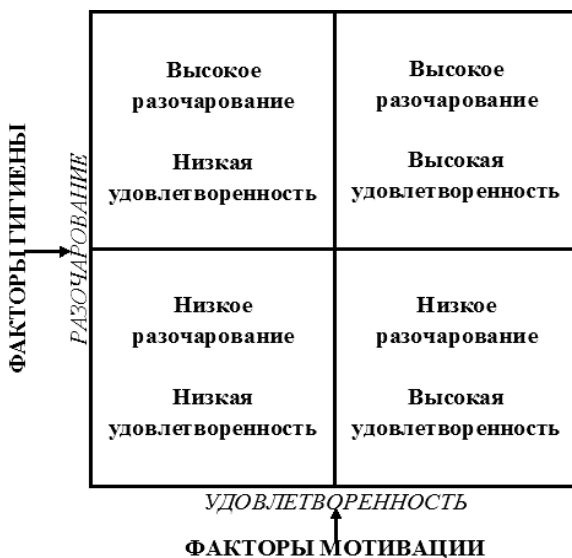 Высокое
разочарование
Низкая
удовлетворенность
Высокое
разочарование
Высокая
удовлетворенность
ФАКТОРЫ ГИГИЕНЫ
РАЗОЧАРОВАНИЕ
Низкое
разочарование
Низкая
удовлетворенность
Низкое
разочарование
Высокая
удовлетворенность
УДОВЛЕТВОРЕННОСТЬ
ФАКТОРЫ МОТИВАЦИИ